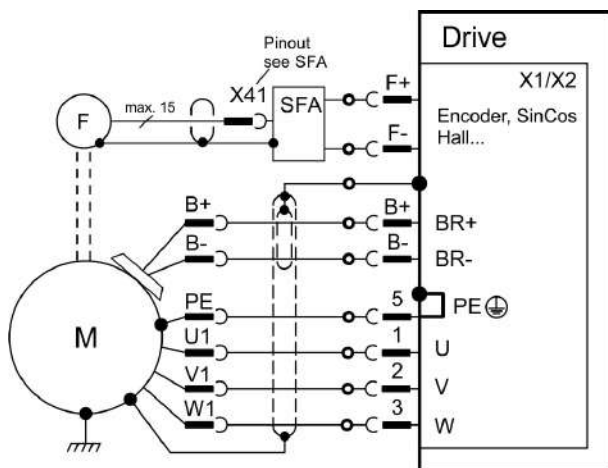 Drive
Pinout
see SFA
X1/X2
max. 15
X41
SFA
F+
F
Encoder, SinCos
Hall...
F-
B+
B+
BR+
B-
B-
BR-
PE
5
PE
M
U1
1
U
V1
2
V
W1
3
W